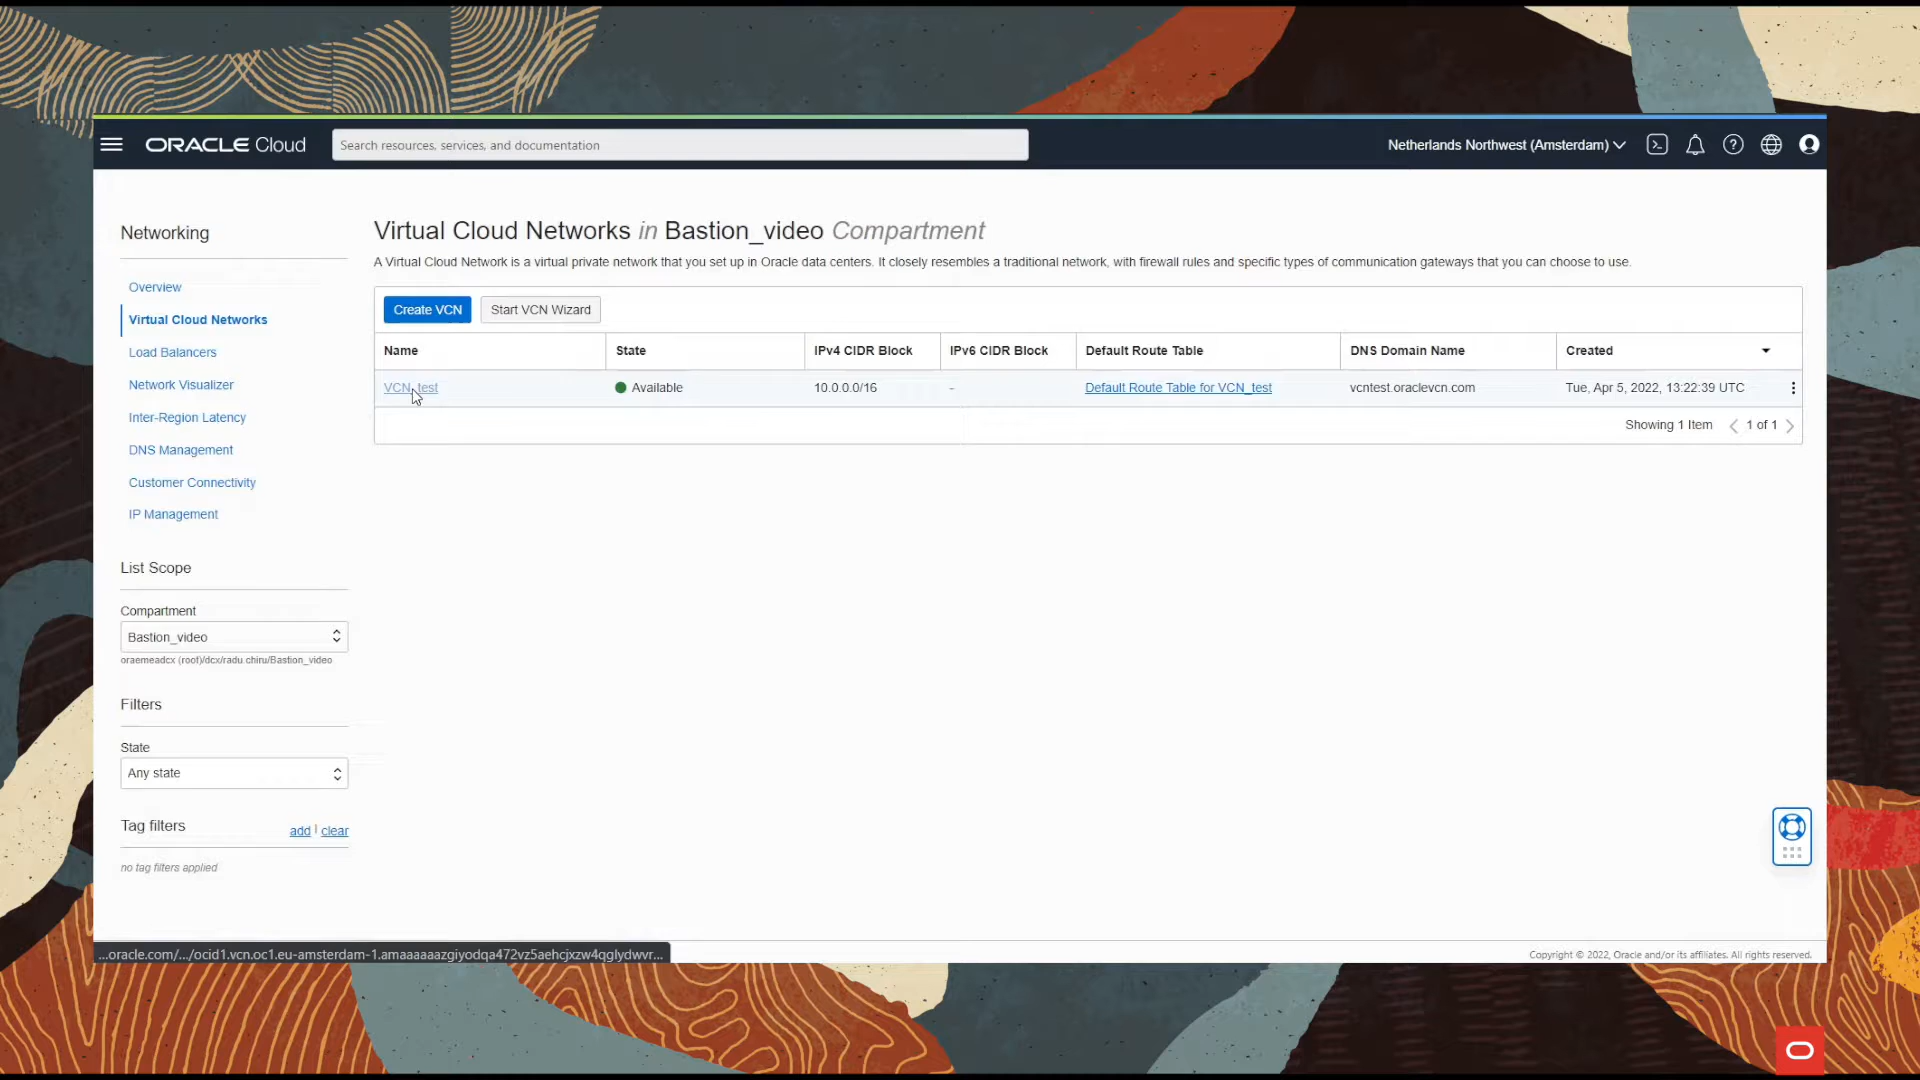 ORACLE Cloud
Search resources, services, and documentation
Netherlands Northwest (Amsterdam)
Networking
Overview
Virtual Cloud Networks
Load Balancers
Network Visualizer
Inter-Region Latency
DNS Management
Customer Connectivity
IP Management
List Scope
Compartment
Bastion_video
oraemeadcx (root)/dcx/radu.chiru/Bastion_video
Filters
State
Any state
Tag filters add | clear
no tag filters applied
Virtual Cloud Networks in Bastion_video Compartment
A Virtual Cloud Network is a virtual private network that you set up in Oracle data centers. It closely resembles a traditional network, with firewall rules and specific types of communication gateways that you can choose to use.
Create VCN Start VCN Wizard
Name State IPv4 CIDR Block IPv6 CIDR Block Default Route Table DNS Domain Name Created
VCN_test Available 10.0.0.0/16 - Default Route Table for VCN_test vcntest.oraclevcn.com Tue, Apr 5, 2022, 13:22:39 UTC
Showing 1 Item 1 of 1
...oracle.com/.../ocid1.vcn.oc1.eu-amsterdam-1.amaaaaaazgiyodqa472vz5aehcjxzw4qglydwvr...
Copyright © 2022, Oracle and/or its affiliates. All rights reserved.